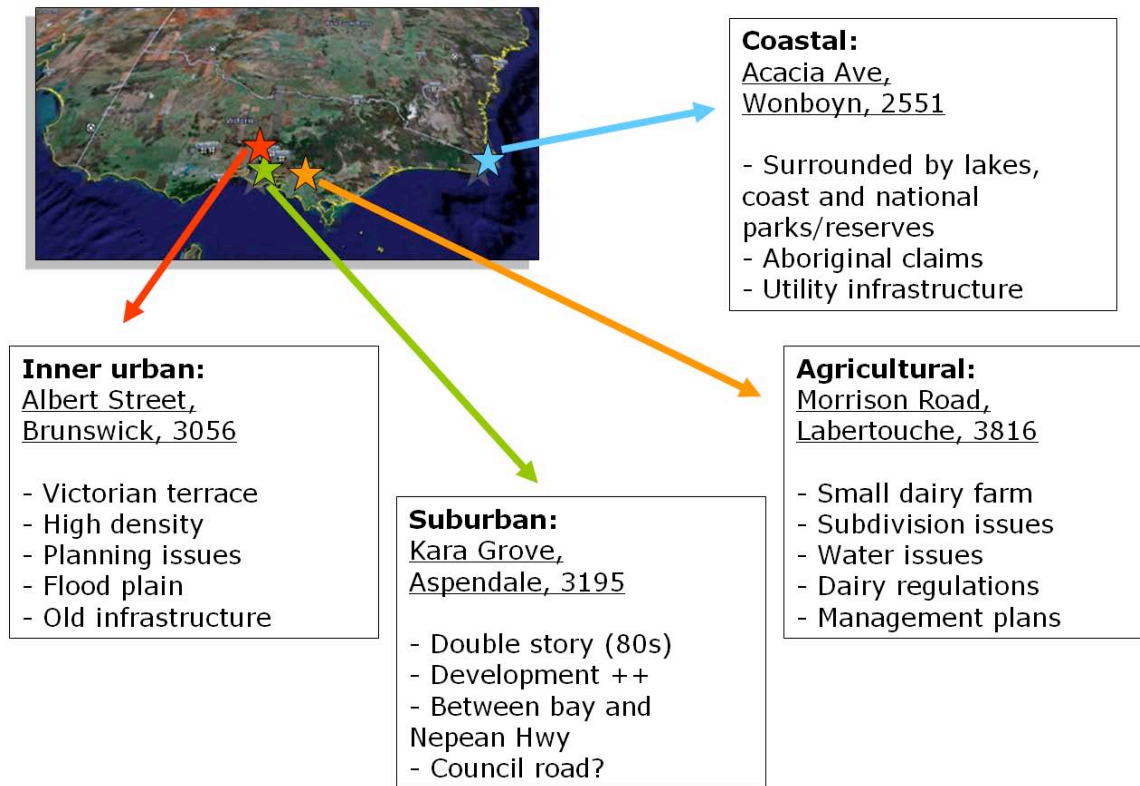 Victoria
Coastal:
Acacia Ave,
Wonboyn, 2551
- Surrounded by lakes,
coast and national
parks/reserves
- Aboriginal claims
- Utility infrastructure
Inner urban:
Albert Street,
Brunswick, 3056
- Victorian terrace
- High density
- Planning issues
- Flood plain
- Old infrastructure
Suburban:
Kara Grove,
Aspendale, 3195
- Double story (80s)
- Development ++
- Between bay and
Nepean Hwy
- Council road?
Agricultural:
Morrison Road,
Labertouche, 3816
- Small dairy farm
- Subdivision issues
- Water issues
- Dairy regulations
- Management plans